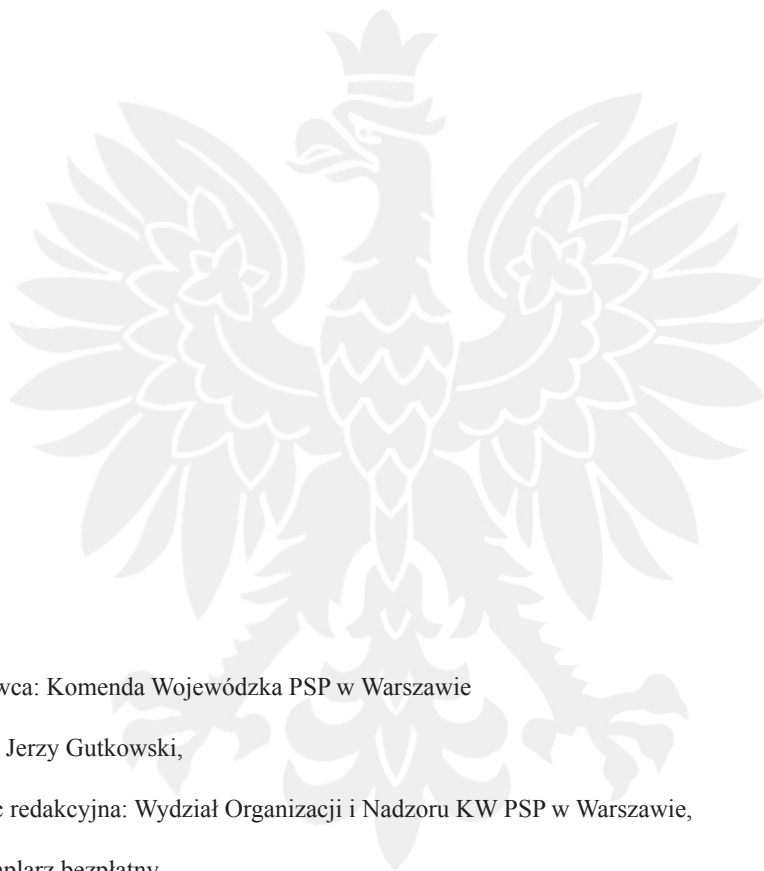 wca: Komenda Wojewódzka PSP w Warszawie
Jerzy Gutkowski,
redakcyjna: Wydział Organizacji i Nadzoru KW PSP w Warszawie,
plarz bezpłatny